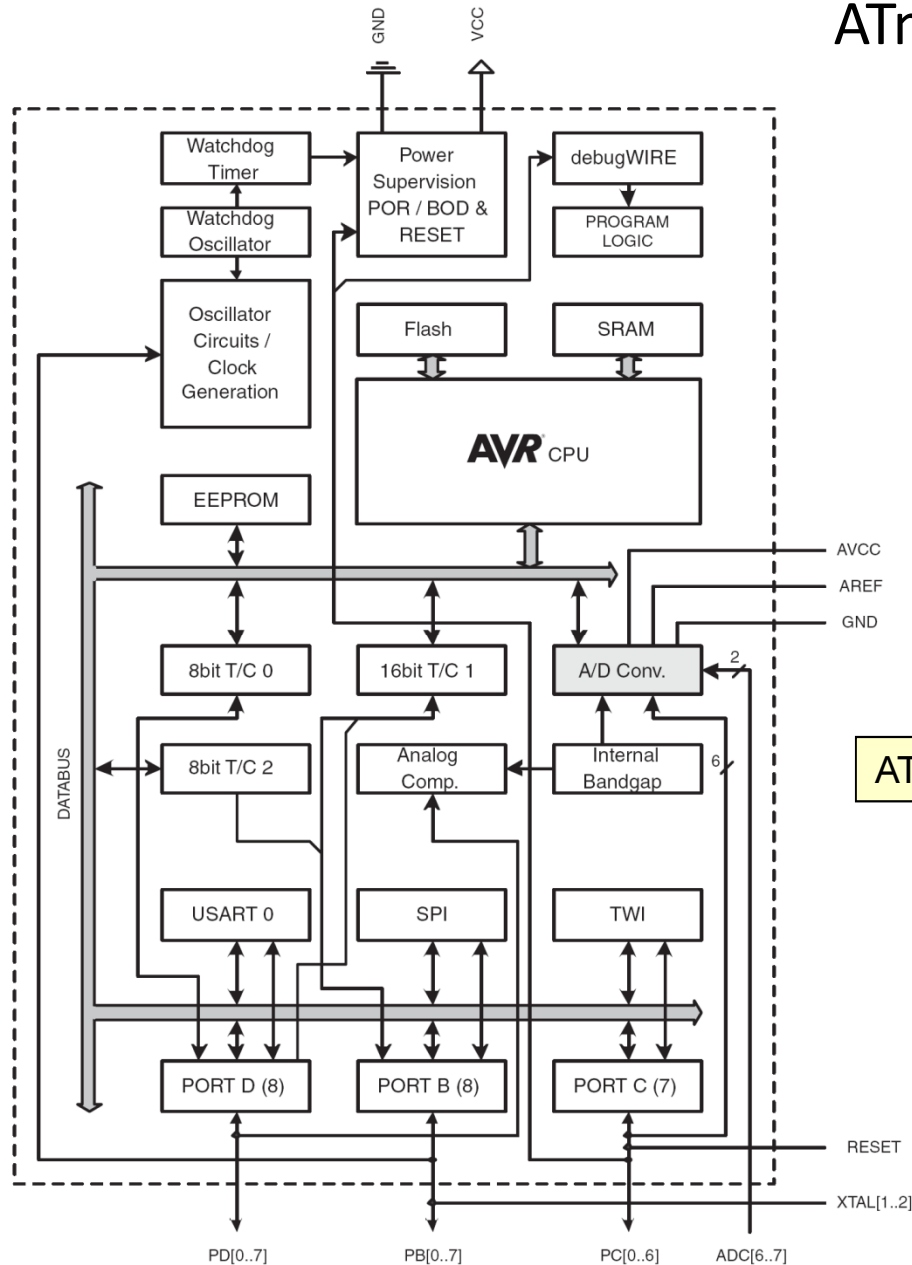 ATm
GND
VCC
Watchdog
Timer
Power
Supervision
POR / BOD &
RESET
debugWIRE
Watchdog
Oscillator
PROGRAM
LOGIC
Oscillator
Circuits /
Clock
Generation
Flash
SRAM
AVR CPU
EEPROM
AVCC
AREF
GND
8bit T/C 0
16bit T/C 1
A/D Conv.
2
DATABUS
8bit T/C 2
Analog
Comp.
Internal
Bandgap
6
AT
USART 0
SPI
TWI
PORT D (8)
PORT B (8)
PORT C (7)
RESET
XTAL[1..2]
PD[0..7]
PB[0..7]
PC[0..6]
ADC[6..7]